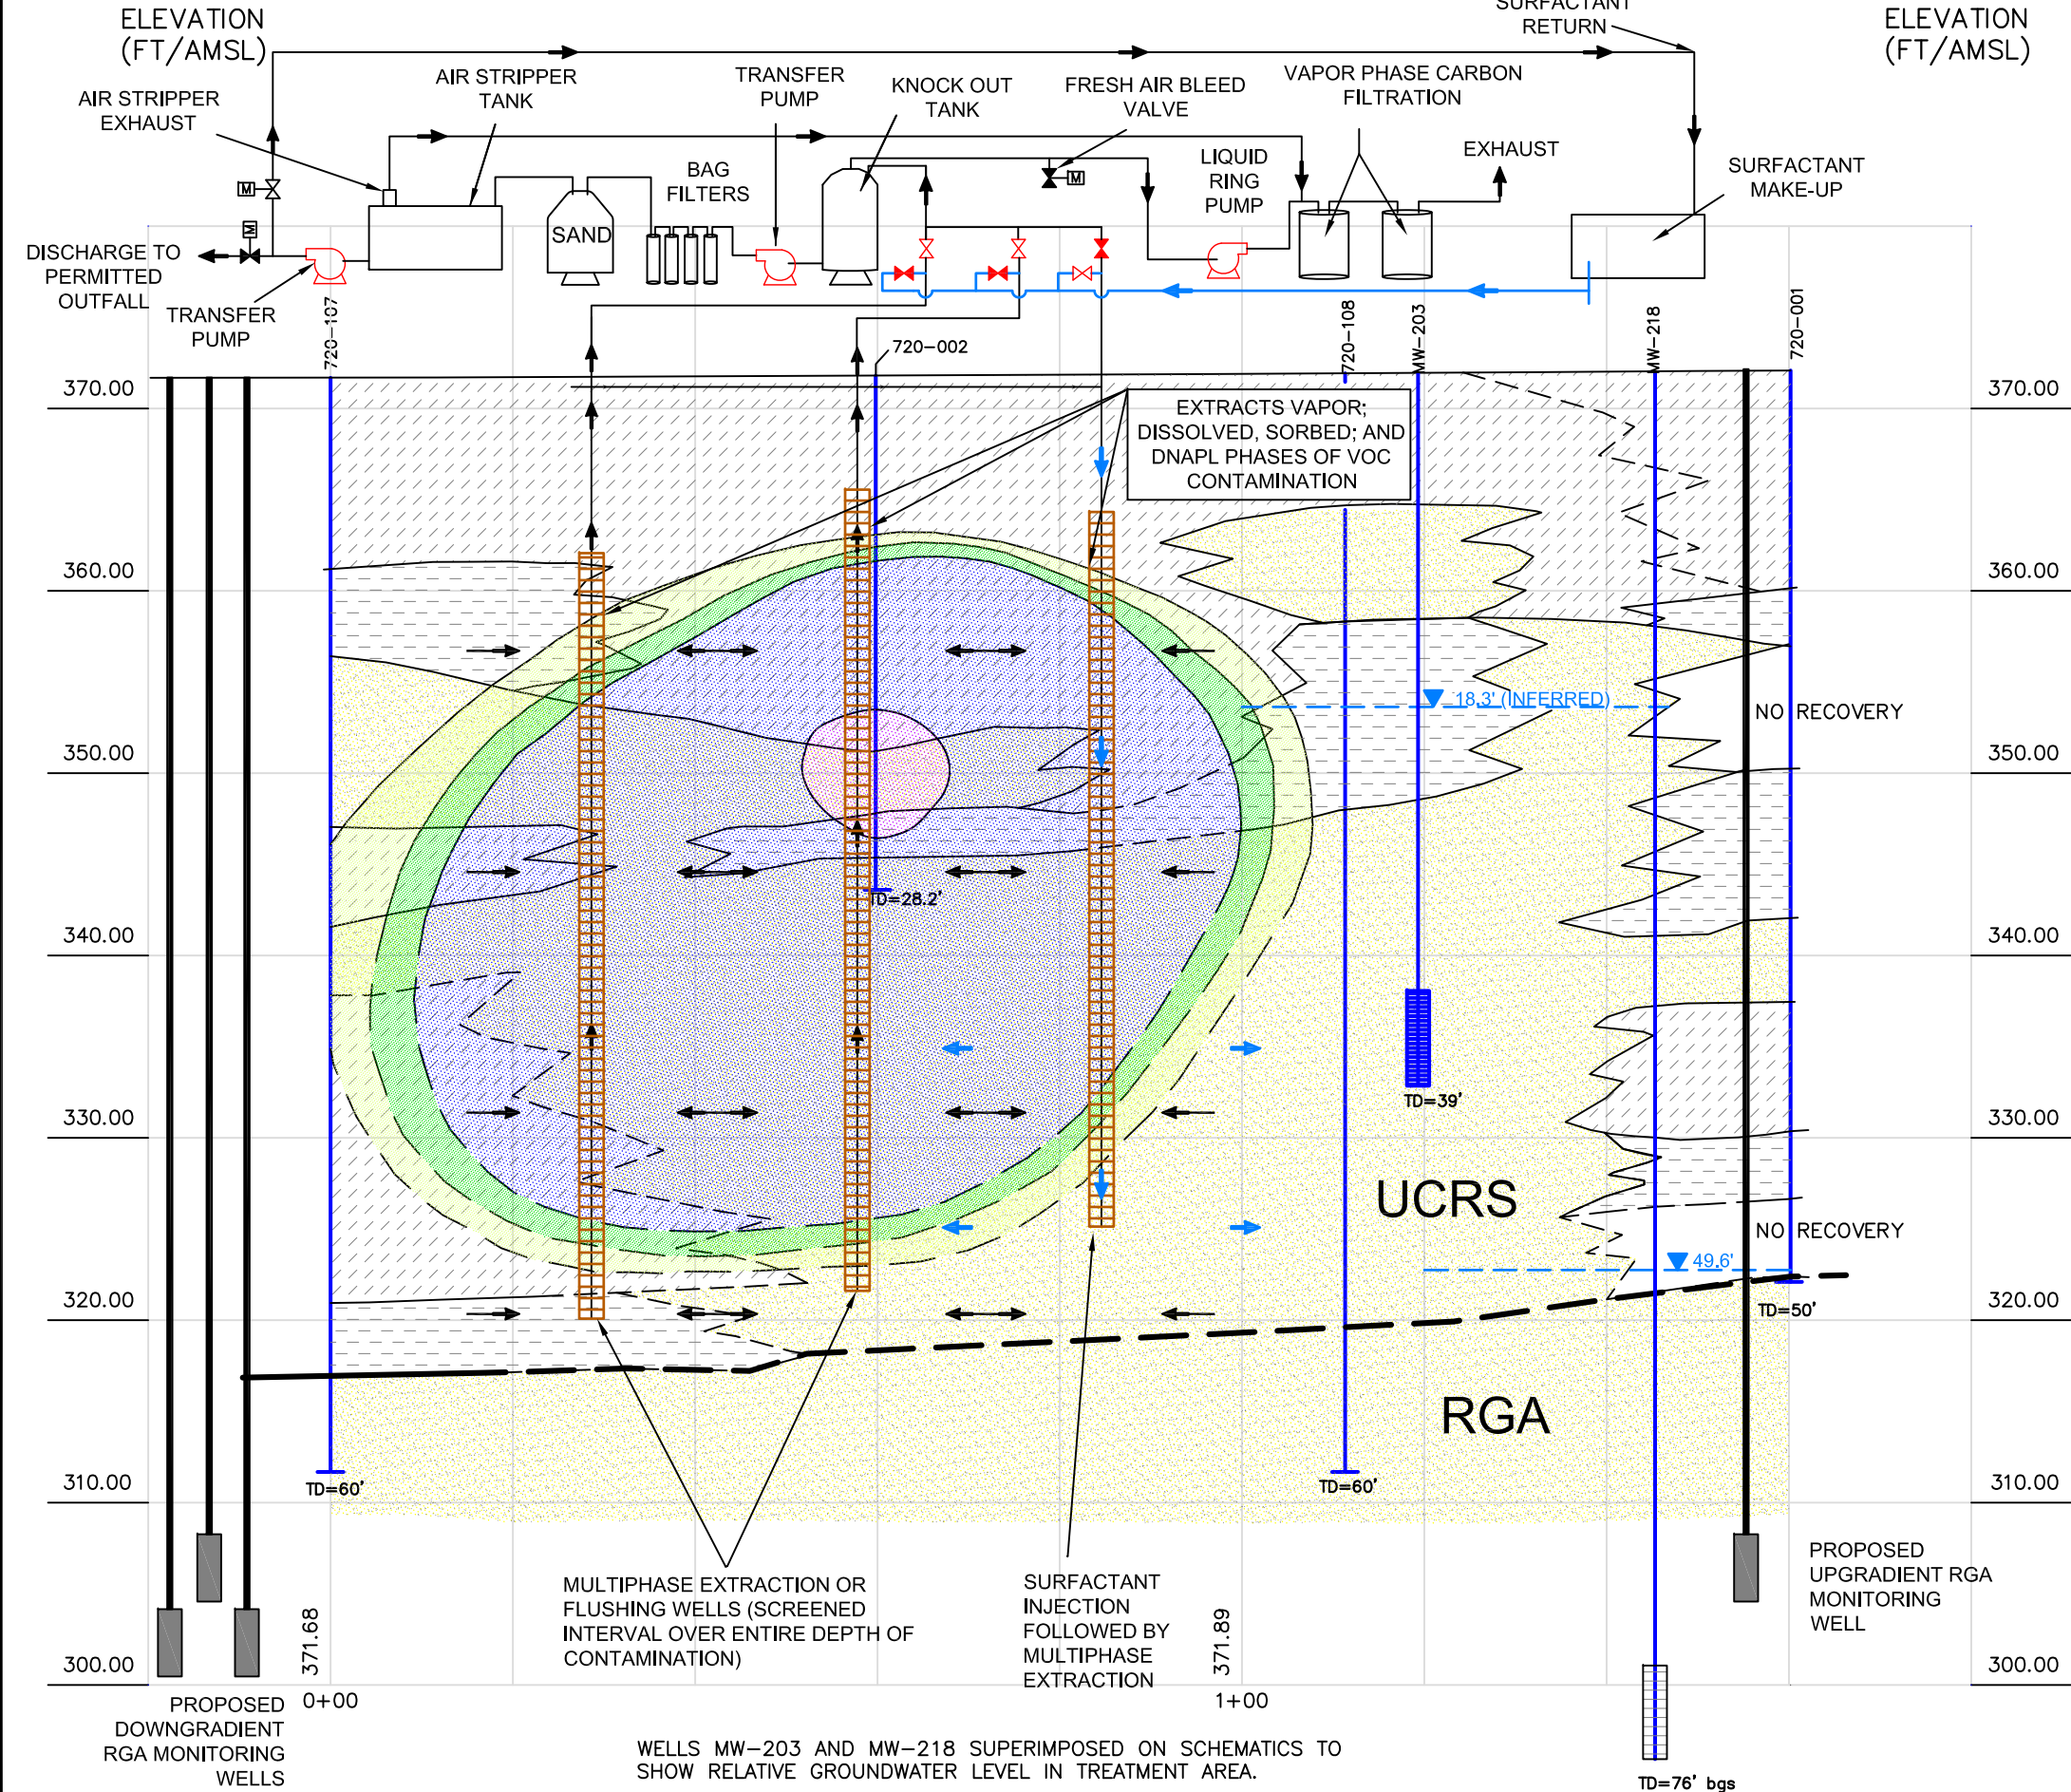 ELEVATION
(FT/AMSL)
SURFACTANT
RETURN
ELEVATION
(FT/AMSL)
AIR STRIPPER
EXHAUST
AIR STRIPPER
TANK
TRANSFER
PUMP
KNOCK OUT
TANK
FRESH AIR BLEED
VALVE
VAPOR PHASE CARBON
FILTRATION
BAG
FILTERS
LIQUID
RING
PUMP
EXHAUST
SURFACTANT
MAKE-UP
M
M
M
SAND
DISCHARGE TO
PERMITTED
OUTFALL
TRANSFER
PUMP
720-107
720-002
720-108
MW-203
MW-218
720-001
370.00
370.00
EXTRACTS VAPOR;
DISSOLVED, SORBED; AND
DNAPL PHASES OF VOC
CONTAMINATION
360.00
360.00
18.3' (INFERRED)
NO RECOVERY
350.00
350.00
TD=28.2'
340.00
340.00
TD=39'
330.00
330.00
UCRS
NO RECOVERY
49.6'
320.00
320.00
TD=50'
RGA
TD=60'
TD=60'
310.00
310.00
MULTIPHASE EXTRACTION OR
FLUSHING WELLS (SCREENED
INTERVAL OVER ENTIRE DEPTH OF
CONTAMINATION)
SURFACTANT
INJECTION
FOLLOWED BY
MULTIPHASE
EXTRACTION
PROPOSED
UPGRADIENT RGA
MONITORING
WELL
371.68
371.89
300.00
300.00
0+00
1+00
PROPOSED
DOWNGRADIENT
RGA MONITORING
WELLS
WELLS MW-203 AND MW-218 SUPERIMPOSED ON SCHEMATICS TO
SHOW RELATIVE GROUNDWATER LEVEL IN TREATMENT AREA.
TD=76' bgs